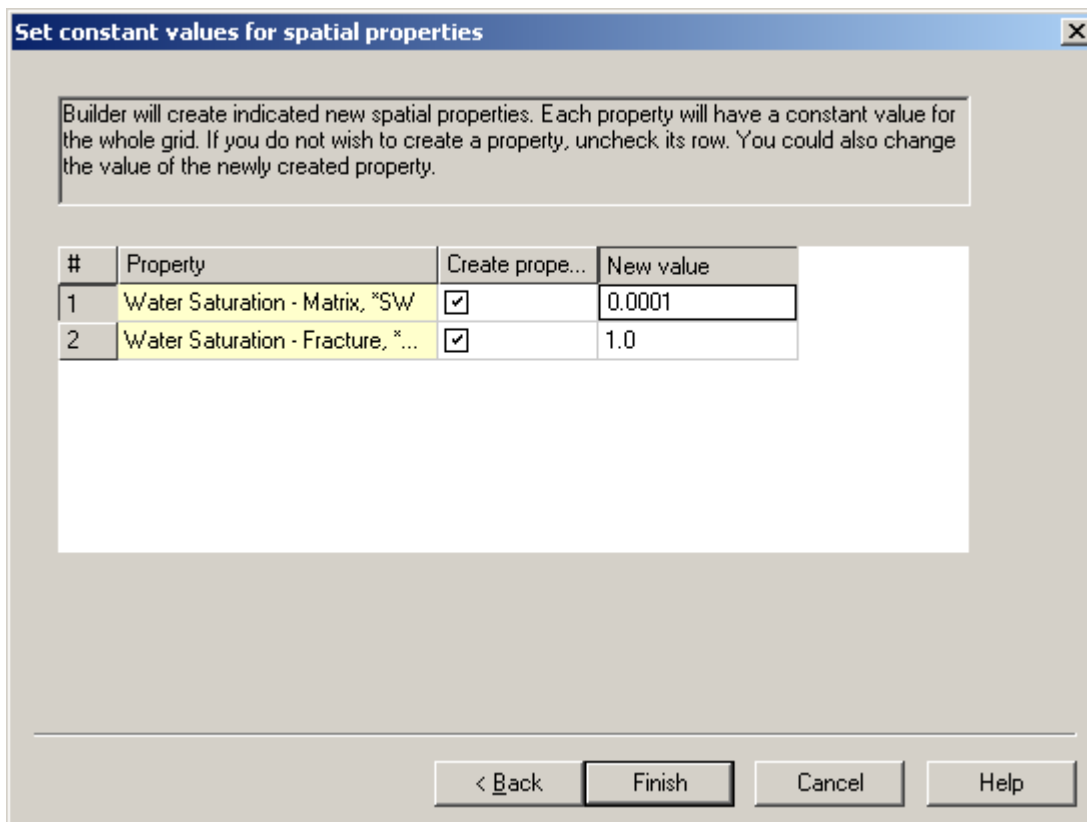 Set constant values for spatial properties
Builder will create indicated new spatial properties. Each property will have a constant value for
the whole grid. If you do not wish to create a property, uncheck its row. You could also change
the value of the newly created property.
# Property Create prope... New value
1 Water Saturation - Matrix, *SW 0.0001
2 Water Saturation - Fracture, *... 1.0
< Back Finish Cancel Help